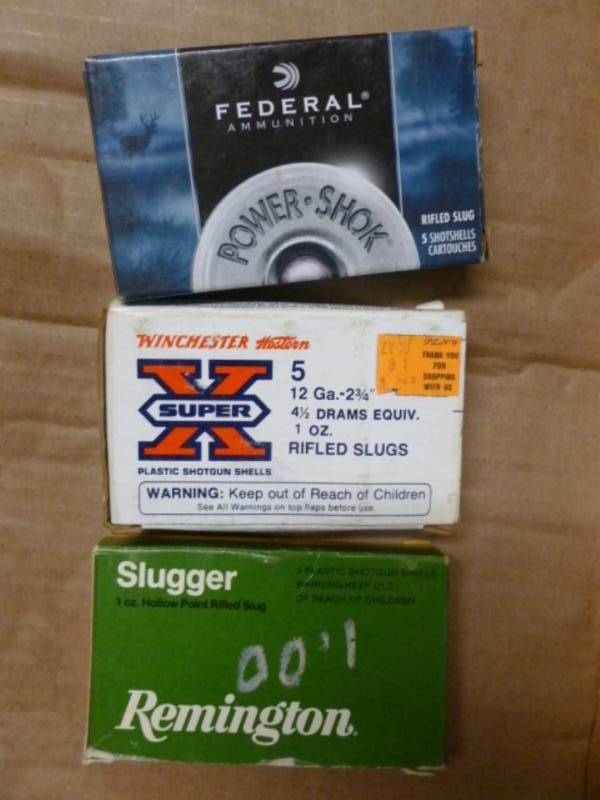 FEDERAL®
AMMUNITION
POWER·SHOK
RIFLED SLUG
5 SHOTSHELLS
CARTOUCHES
WINCHESTER Western
SUPER X
PLASTIC SHOTGUN SHELLS
5
12 Ga.-2¾"
4½ DRAMS EQUIV.
1 OZ.
RIFLED SLUGS
THANK YOU
FOR
SHOPPING
WITH US
WARNING: Keep out of Reach of Children
See All Warnings on top flaps before use.
Slugger
1 oz. Hollow Point Rifled Slug
5 PLASTIC SHOTGUN SHELLS
WARNING: KEEP OUT
OF REACH OF CHILDREN
00'1
Remington.